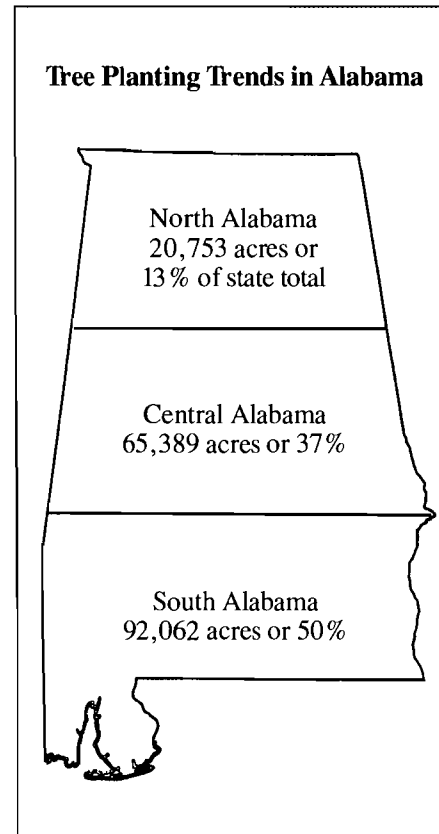 Tree Planting Trends in Alabama
North Alabama
20,753 acres or
13% of state total
Central Alabama
65,389 acres or 37%
South Alabama
92,062 acres or 50%